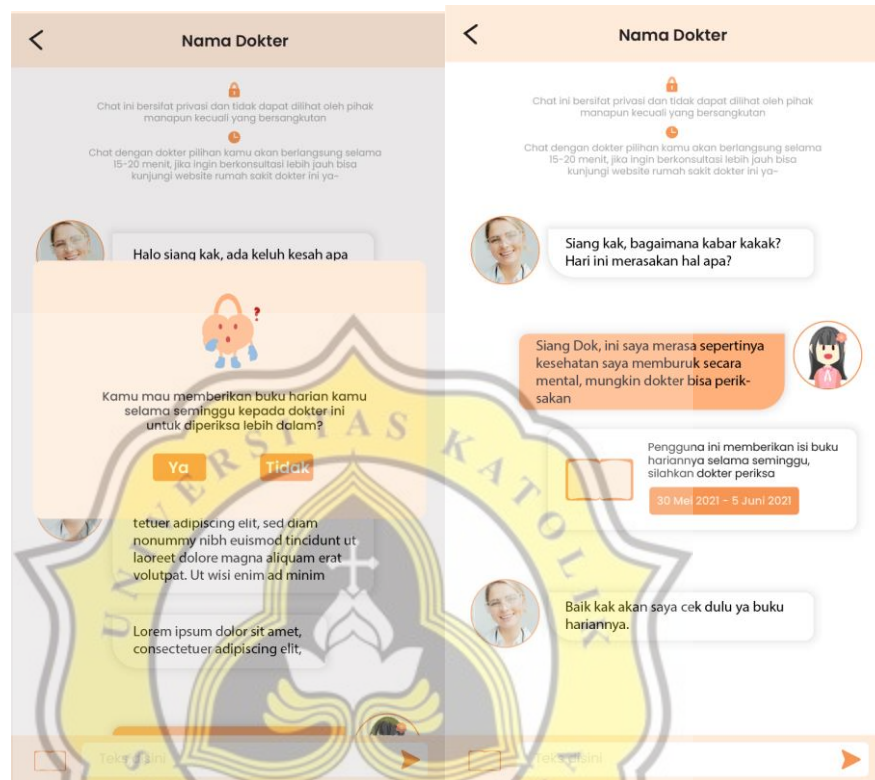 Nama Dokter
Chat ini bersifat privasi dan tidak dapat dilihat oleh pihak
manapun kecuali yang bersangkutan
Chat dengan dokter pilihan kamu akan berlangsung selama
15-20 menit, jika ingin berkonsultasi lebih jauh bisa
kunjungi website rumah sakit dokter ini ya~
Halo siang kak, ada keluh kesah apa
?
Kamu mau memberikan buku harian kamu
selama seminggu kepada dokter ini
untuk diperiksa lebih dalam?
Ya
Tidak
tetuer adipiscing elit, sed diam
nonummy nibh euismod tincidunt ut
laoreet dolore magna aliquam erat
volutpat. Ut wisi enim ad minim
Lorem ipsum dolor sit amet,
consectetuer adipiscing elit,
Teks disini
Nama Dokter
Chat ini bersifat privasi dan tidak dapat dilihat oleh pihak
manapun kecuali yang bersangkutan
Chat dengan dokter pilihan kamu akan berlangsung selama
15-20 menit, jika ingin berkonsultasi lebih jauh bisa
kunjungi website rumah sakit dokter ini ya~
Siang kak, bagaimana kabar kakak?
Hari ini merasakan hal apa?
Siang Dok, ini saya merasa sepertinya
kesehatan saya memburuk secara
mental, mungkin dokter bisa perik-
sakan
Pengguna ini memberikan isi buku
hariannya selama seminggu,
silahkan dokter periksa
30 Mei 2021 - 5 Juni 2021
Baik kak akan saya cek dulu ya buku
hariannya.
Teks disini
UNIVERSITAS KATOLIK